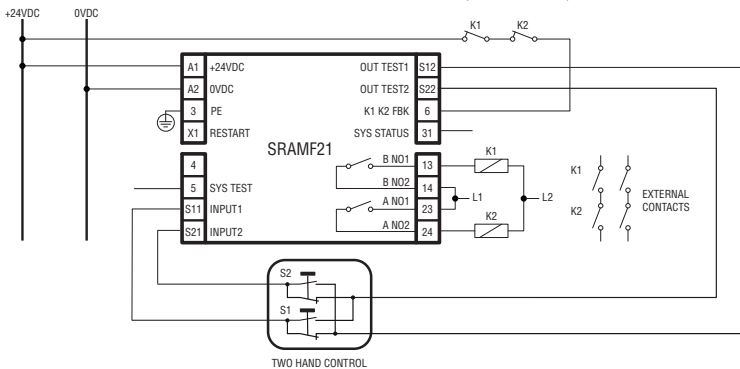 +24VDC 0VDC
K1 K2
A1 +24VDC OUT TEST1 S12
A2 0VDC OUT TEST2 S22
3 PE K1 K2 FBK 6
X1 RESTART SYS STATUS 31
SRAMF21
4 B NO1 13 K1
5 SYS TEST B NO2 14 L1 L2
S11 INPUT1 A NO1 23
S21 INPUT2 A NO2 24 K2
K1
K2
EXTERNAL
CONTACTS
S2
S1
TWO HAND CONTROL